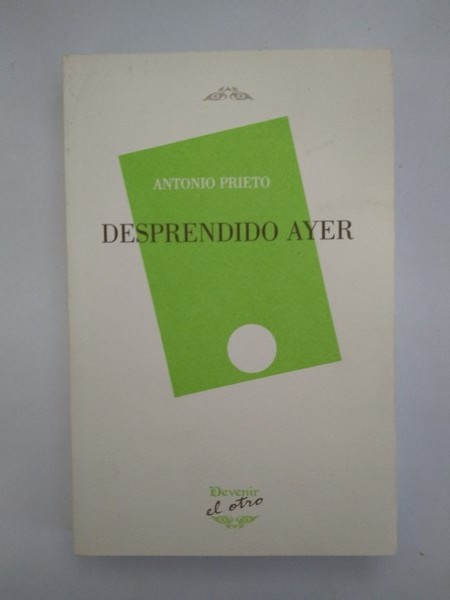 ANTONIO PRIETO
DESPRENDIDO AYER
Devenir
el otro